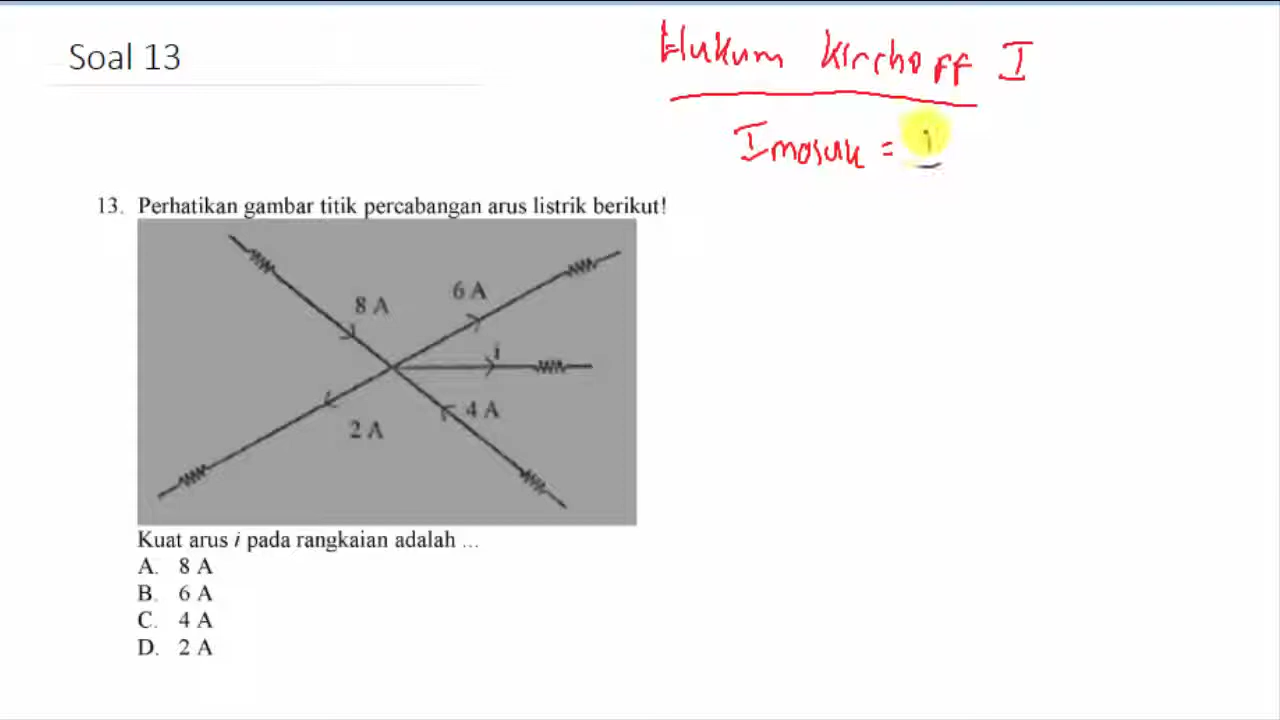 Soal 13
Hukum Kirchoff I
I masuk = I
13. Perhatikan gambar titik percabangan arus listrik berikut!
8 A
6 A
i
4 A
2 A
Kuat arus i pada rangkaian adalah ...
A. 8 A
B. 6 A
C. 4 A
D. 2 A